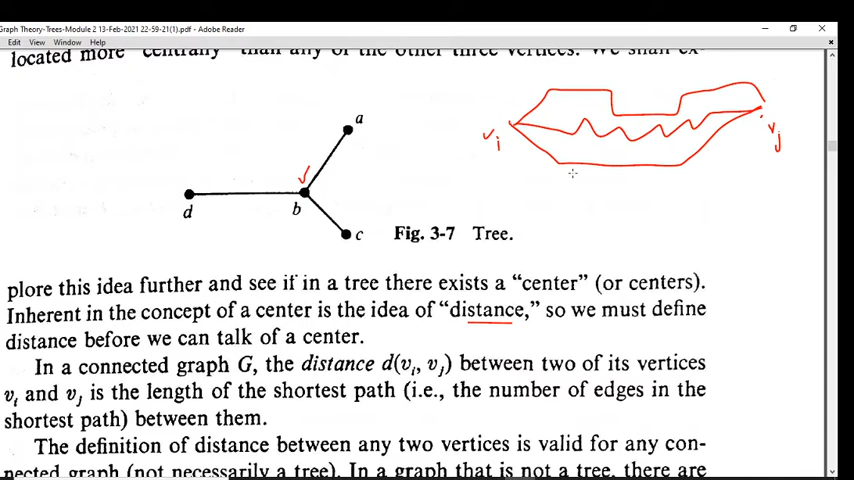 Graph Theory-Trees-Module 2 13-Feb-2021 22-59-21(1).pdf - Adobe Reader
Edit View Window Help
located more centrally than any of the other three vertices. We shall ex-
a
d
b
c
Fig. 3-7 Tree.
vi
vj
plore this idea further and see if in a tree there exists a “center” (or centers).
Inherent in the concept of a center is the idea of “distance,” so we must define
distance before we can talk of a center.
In a connected graph G, the distance d(vi, vj) between two of its vertices
vi and vj is the length of the shortest path (i.e., the number of edges in the
shortest path) between them.
The definition of distance between any two vertices is valid for any con-
nected graph (not necessarily a tree). In a graph that is not a tree, there are